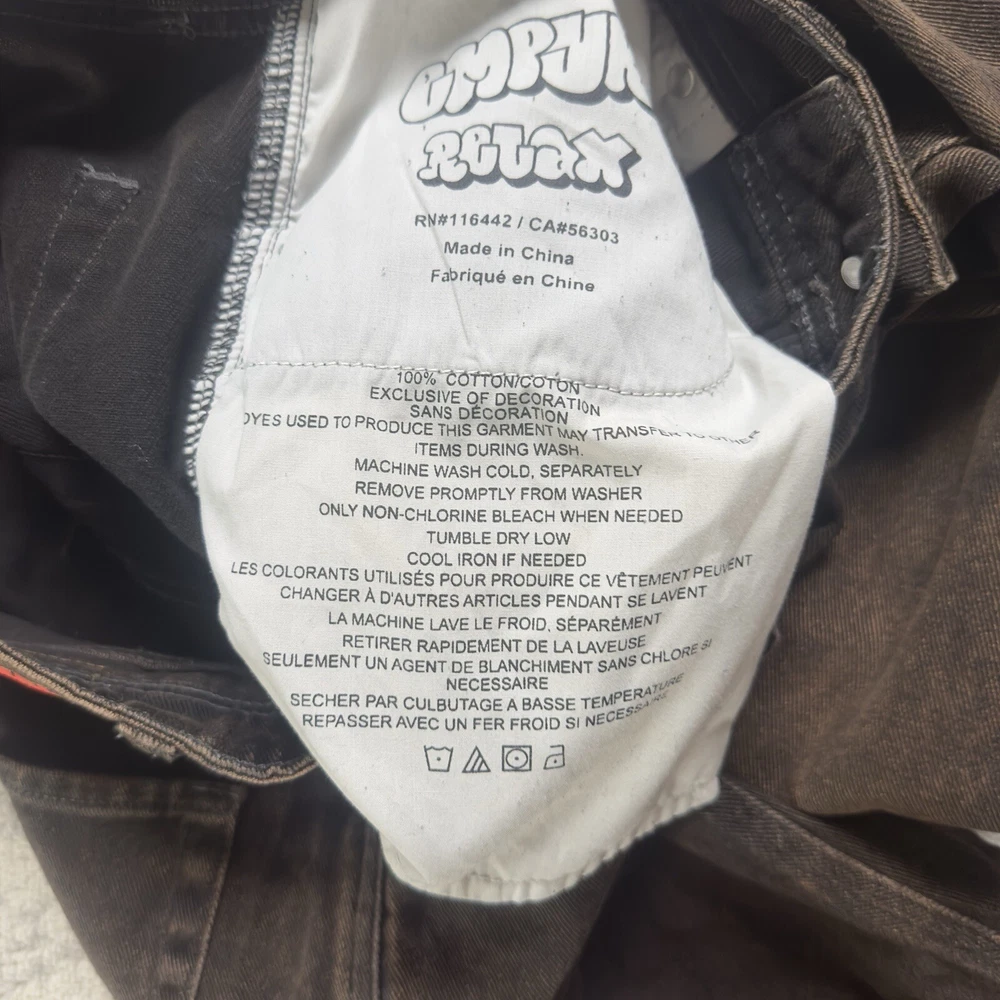 EMPYR
RELAX
RN#116442 / CA#56303
Made in China
Fabriqué en Chine
100% COTTON/COTON
EXCLUSIVE OF DECORATION
SANS DÉCORATION
DYES USED TO PRODUCE THIS GARMENT MAY TRANSFER TO OTHER
ITEMS DURING WASH.
MACHINE WASH COLD, SEPARATELY
REMOVE PROMPTLY FROM WASHER
ONLY NON-CHLORINE BLEACH WHEN NEEDED
TUMBLE DRY LOW
COOL IRON IF NEEDED
LES COLORANTS UTILISÉS POUR PRODUIRE CE VÊTEMENT PEUVENT
CHANGER À D'AUTRES ARTICLES PENDANT SE LAVENT
LA MACHINE LAVE LE FROID, SÉPARÉMENT
RETIRER RAPIDEMENT DE LA LAVEUSE
SEULEMENT UN AGENT DE BLANCHIMENT SANS CHLORE SI
NECESSAIRE
SECHER PAR CULBUTAGE A BASSE TEMPERATURE
REPASSER AVEC UN FER FROID SI NECESSAIRE